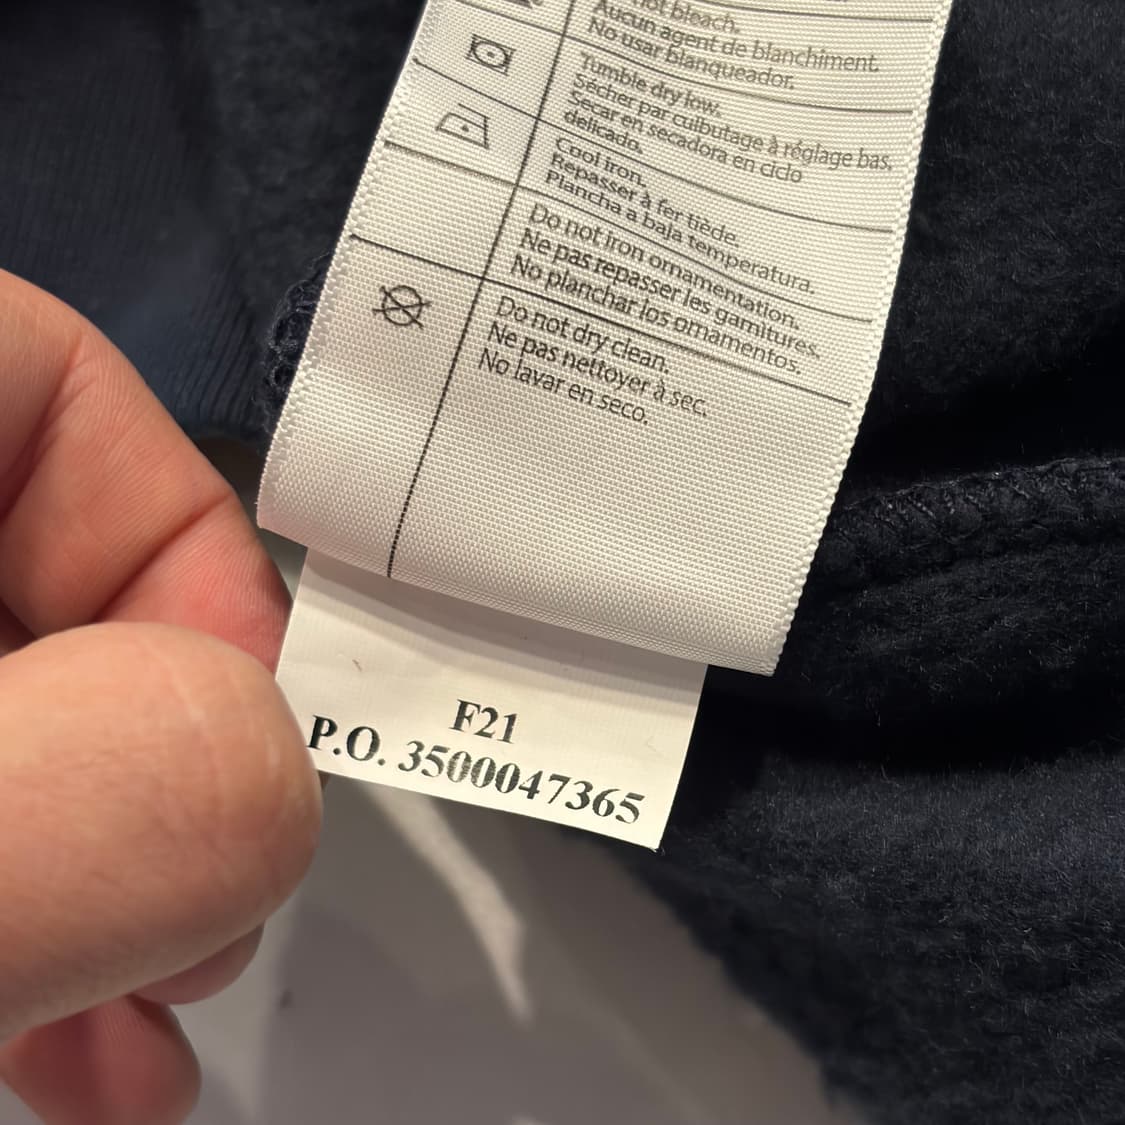 not bleach.
Aucun agent de blanchiment.
No usar blanqueador.
Tumble dry low.
Sécher par culbutage à réglage bas.
Secar en secadora en ciclo
delicado.
Cool iron.
Repasser à fer tiède.
Plancha a baja temperatura.
Do not iron ornamentation.
Ne pas repasser les garnitures.
No planchar los ornamentos.
Do not dry clean.
Ne pas nettoyer à sec.
No lavar en seco.
F21
P.O. 3500047365